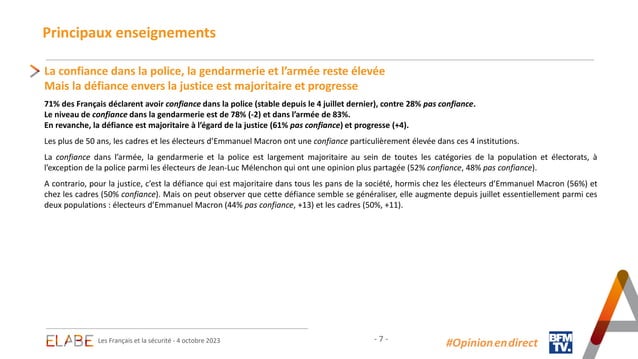 Principaux enseignements
La confiance dans la police, la gendarmerie et l’armée reste élevée
Mais la défiance envers la justice est majoritaire et progresse
71% des Français déclarent avoir confiance dans la police (stable depuis le 4 juillet dernier), contre 28% pas confiance.
Le niveau de confiance dans la gendarmerie est de 78% (-2) et dans l’armée de 83%.
En revanche, la défiance est majoritaire à l’égard de la justice (61% pas confiance) et progresse (+4).
Les plus de 50 ans, les cadres et les électeurs d’Emmanuel Macron ont une confiance particulièrement élevée dans ces 4 institutions.
La confiance dans l’armée, la gendarmerie et la police est largement majoritaire au sein de toutes les catégories de la population et électorats, à
l’exception de la police parmi les électeurs de Jean-Luc Mélenchon qui ont une opinion plus partagée (52% confiance, 48% pas confiance).
A contrario, pour la justice, c’est la défiance qui est majoritaire dans tous les pans de la société, hormis chez les électeurs d’Emmanuel Macron (56%) et
chez les cadres (50% confiance). Mais on peut observer que cette défiance semble se généraliser, elle augmente depuis juillet essentiellement parmi ces
deux populations : électeurs d’Emmanuel Macron (44% pas confiance, +13) et les cadres (50%, +11).
ELABE
Les Français et la sécurité - 4 octobre 2023
- 7 -
#Opinionendirect
BFM
TV.